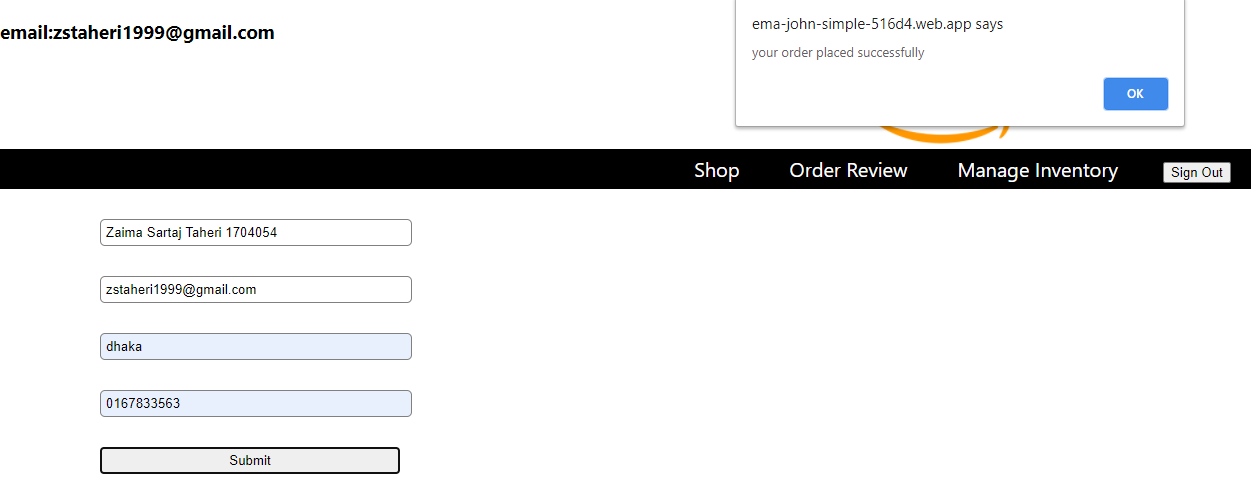 email:zstaheri1999@gmail.com
ema-john-simple-516d4.web.app says
your order placed successfully
OK
Shop Order Review Manage Inventory Sign Out
Zaima Sartaj Taheri 1704054
zstaheri1999@gmail.com
dhaka
0167833563
Submit